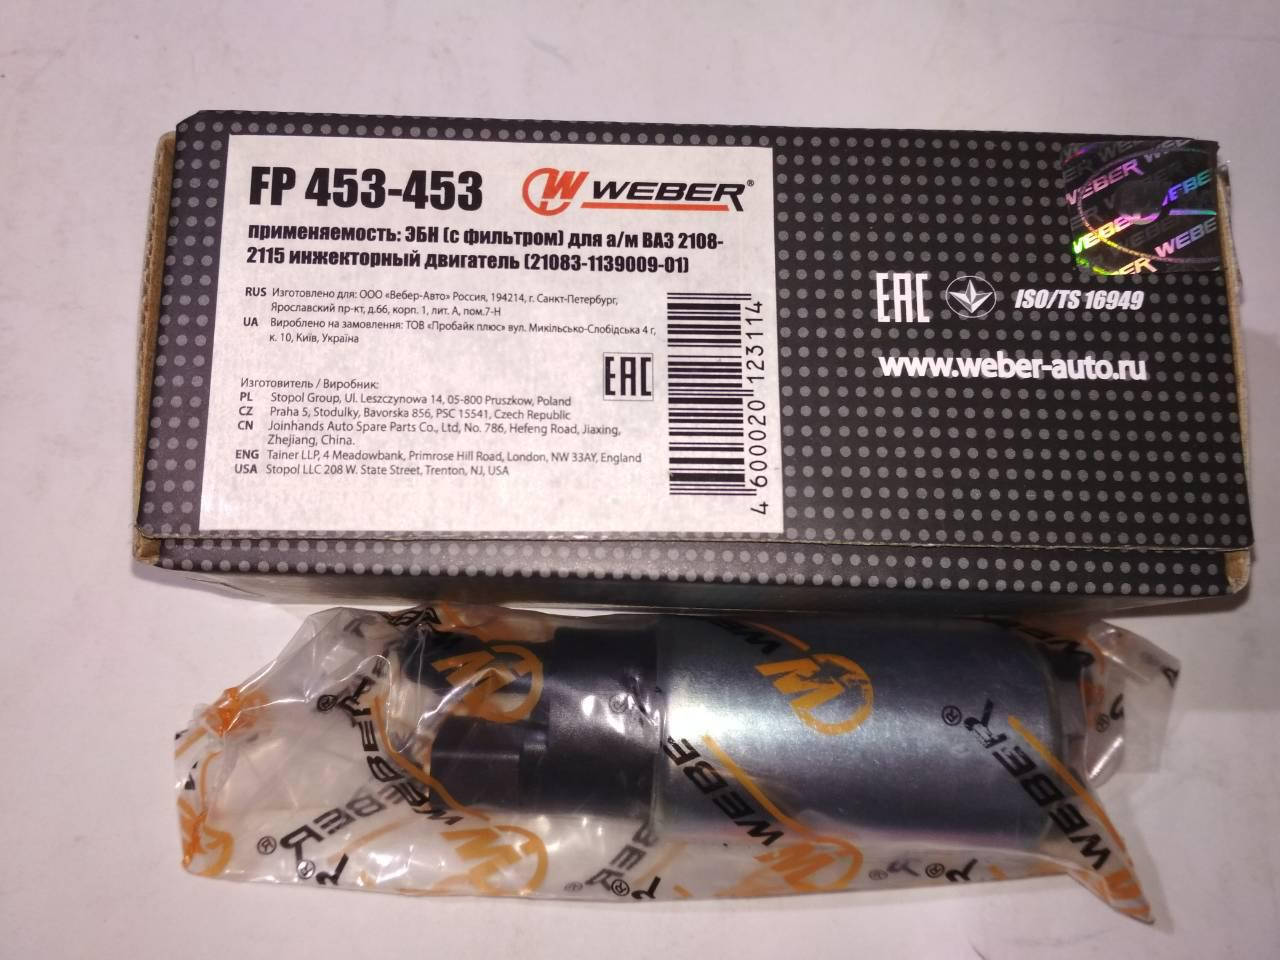 FP 453-453
WEBER®
применяемость: ЭБН (с фильтром) для а/м ВАЗ 2108-
2115 инжекторный двигатель (21083-1139009-01)
RUS Изготовлено для: ООО «Вебер-Авто» Россия, 194214, г. Санкт-Петербург,
Ярославский пр-кт, д.66, корп. 1, лит. А, пом.7-Н
UA Вироблено на замовлення: ТОВ «Пробайк плюс» вул. Микільсько-Слобідська 4 г,
к. 10, Київ, Україна
EAC
Изготовитель / Виробник:
PL Stopol Group, Ul. Leszczynowa 14, 05-800 Pruszkow, Poland
CZ Praha 5, Stodulky, Bavorska 856, PSC 15541, Czech Republic
CN Joinhands Auto Spare Parts Co., Ltd, No. 786, Hefeng Road, Jiaxing,
Zhejiang, China.
ENG Tainer LLP, 4 Meadowbank, Primrose Hill Road, London, NW 33AY, England
USA Stopol LLC 208 W. State Street, Trenton, NJ, USA
4 600020 123114
WEBER
WEBER
WEBER
EAC ISO/TS 16949
www.weber-auto.ru
WEBER®
WEBER
WEBER
WEBER®
WEBER